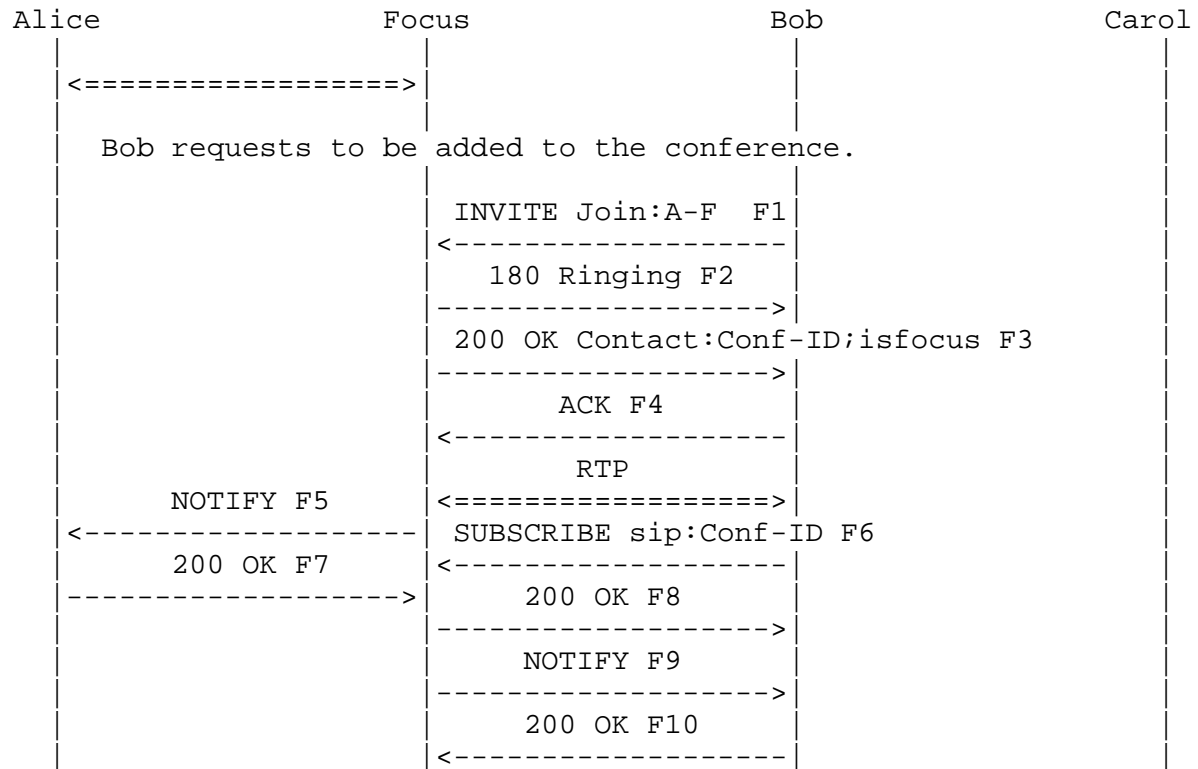 Alice Focus Bob Carol
Bob requests to be added to the conference.
INVITE Join:A-F F1
180 Ringing F2
200 OK Contact:Conf-ID;isfocus F3
ACK F4
RTP
NOTIFY F5
SUBSCRIBE sip:Conf-ID F6
200 OK F7
200 OK F8
NOTIFY F9
200 OK F10